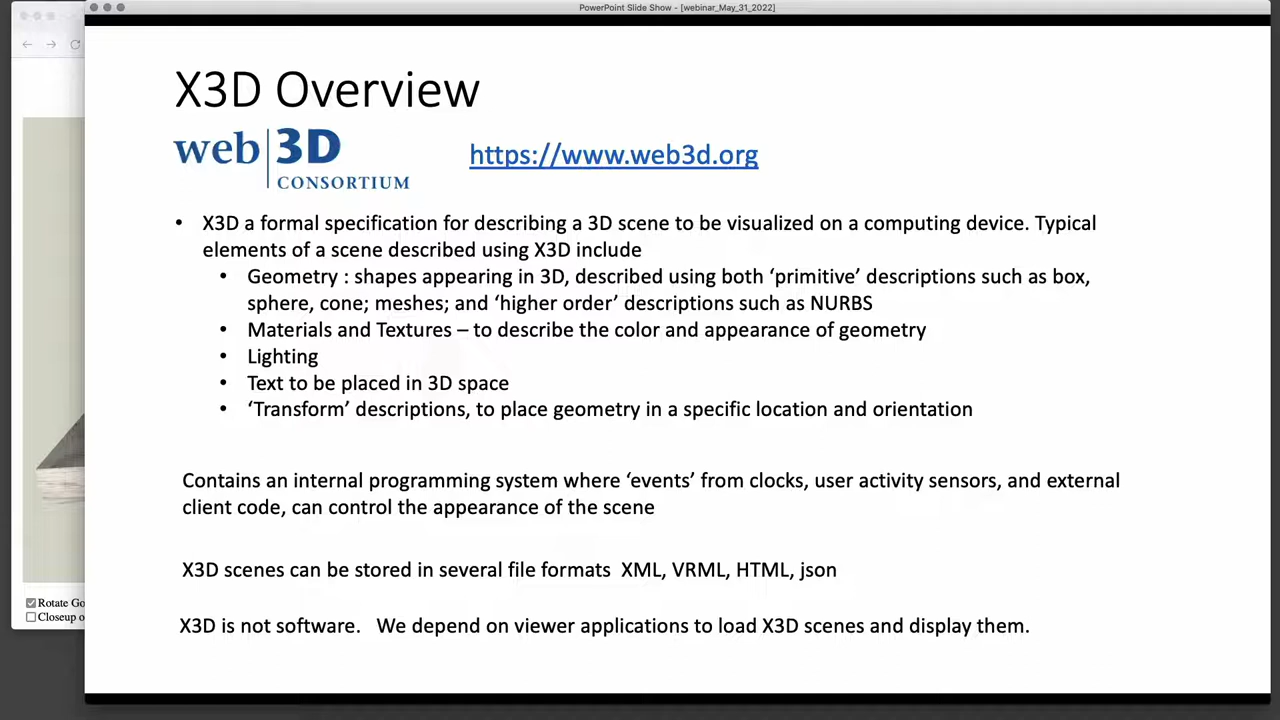 PowerPoint Slide Show - [webinar_May_31_2022]
X3D Overview
web 3D
CONSORTIUM
https://www.web3d.org
• X3D a formal specification for describing a 3D scene to be visualized on a computing device. Typical
elements of a scene described using X3D include
• Geometry : shapes appearing in 3D, described using both ‘primitive’ descriptions such as box,
sphere, cone; meshes; and ‘higher order’ descriptions such as NURBS
• Materials and Textures – to describe the color and appearance of geometry
• Lighting
• Text to be placed in 3D space
• ‘Transform’ descriptions, to place geometry in a specific location and orientation
Contains an internal programming system where ‘events’ from clocks, user activity sensors, and external
client code, can control the appearance of the scene
X3D scenes can be stored in several file formats  XML, VRML, HTML, json
X3D is not software.   We depend on viewer applications to load X3D scenes and display them.
Rotate Go
Closeup o